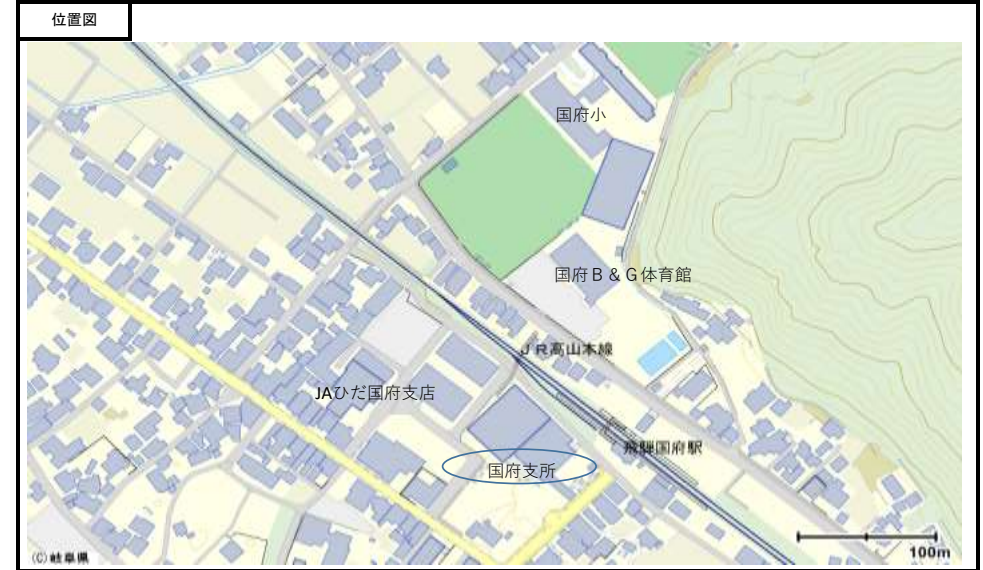 位置図
国府小
国府B&G体育館
JR高山本線
JAひだ国府支店
飛騨国府駅
国府支所
100m
(C)岐阜県